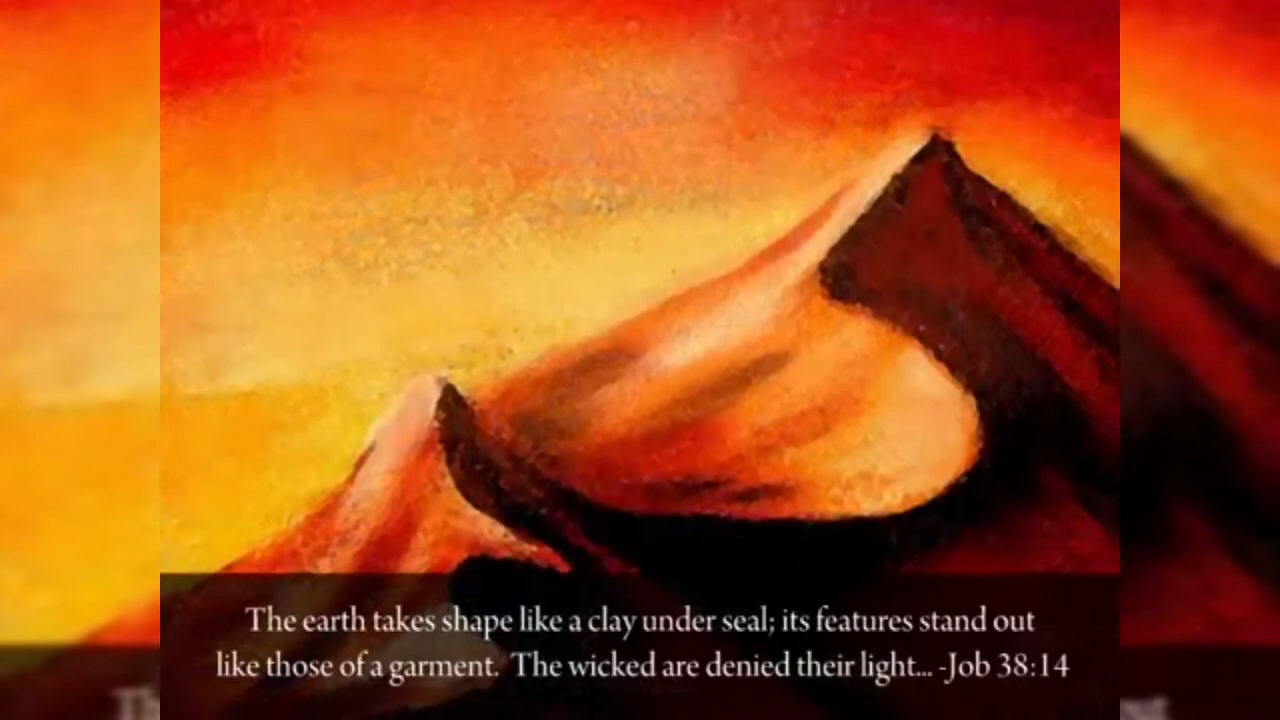 The earth takes shape like a clay under seal; its features stand out
like those of a garment.  The wicked are denied their light... -Job 38:14